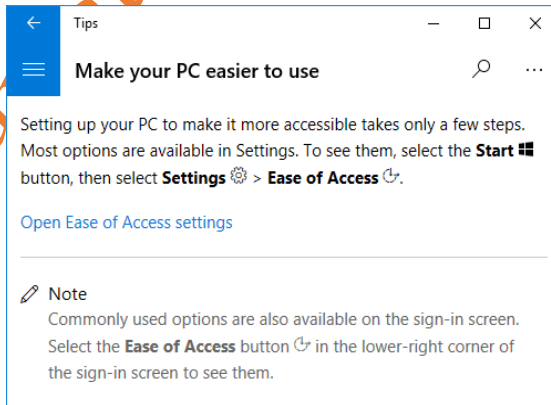 Tips
Make your PC easier to use
Setting up your PC to make it more accessible takes only a few steps.
Most options are available in Settings. To see them, select the Start
button, then select Settings > Ease of Access.
Open Ease of Access settings
Note
Commonly used options are also available on the sign-in screen.
Select the Ease of Access button in the lower-right corner of
the sign-in screen to see them.